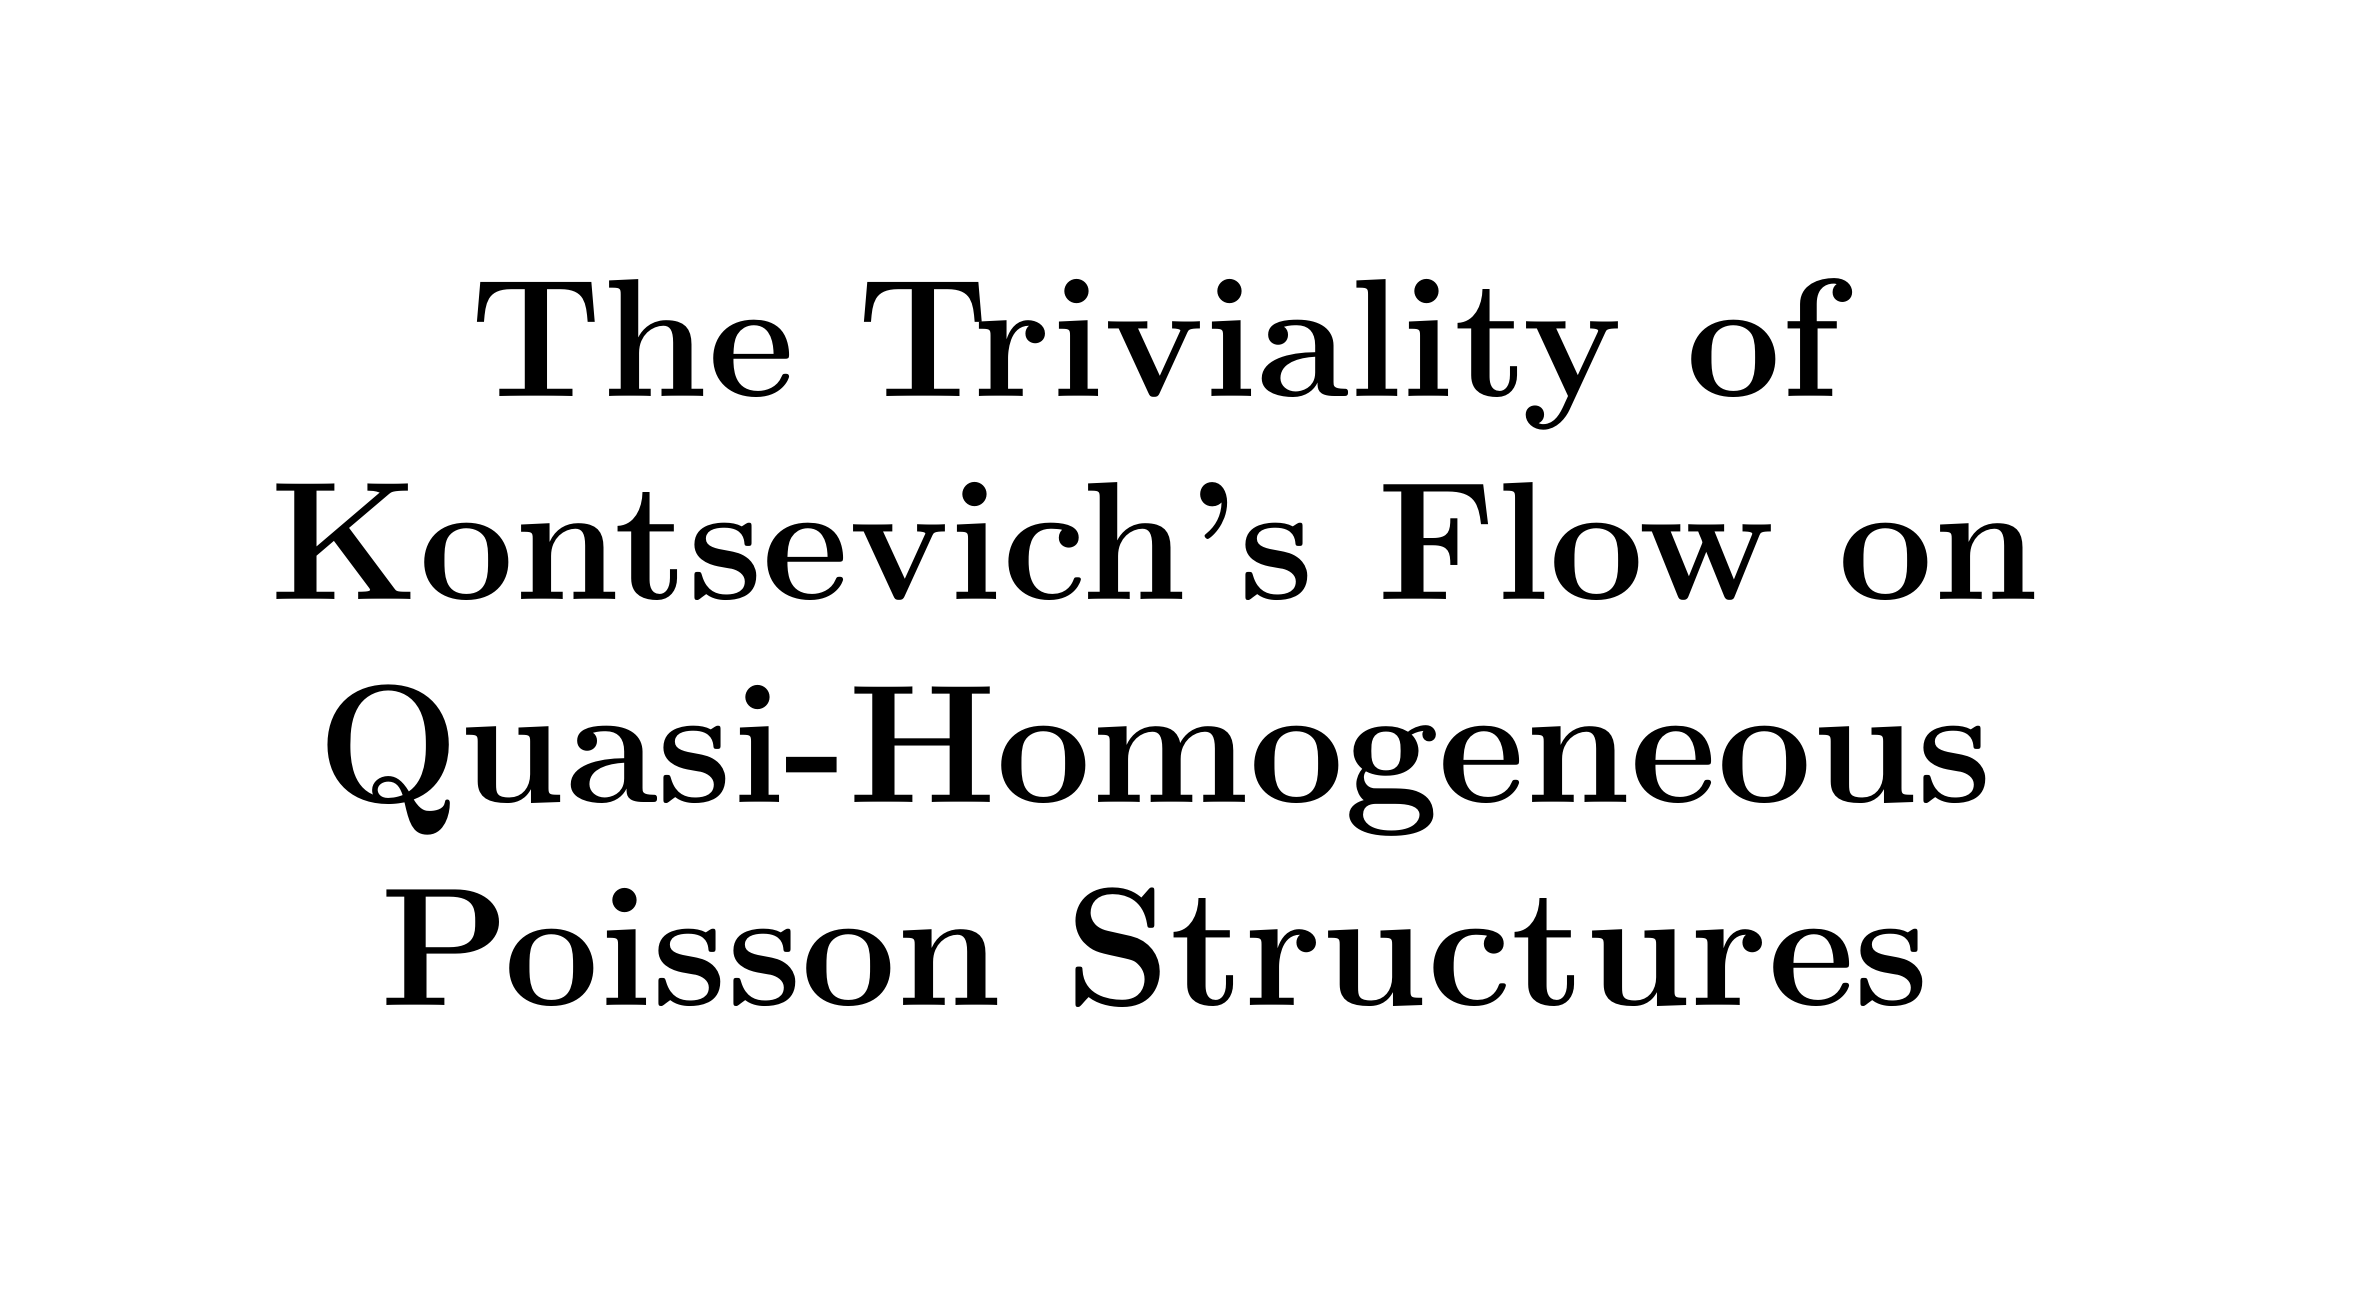 The Triviality of
Kontsevich’s Flow on
Quasi-Homogeneous
Poisson Structures